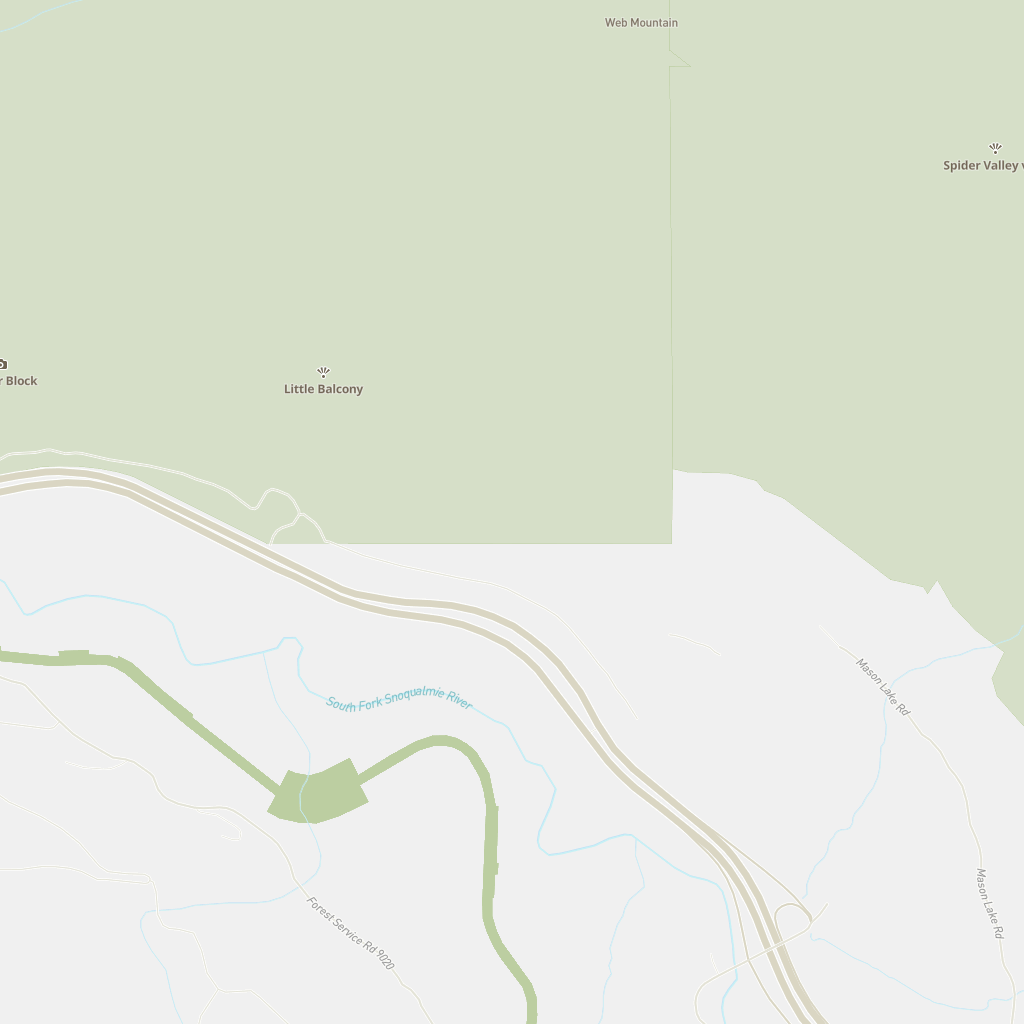 Web Mountain
Spider Valley v
r Block
Little Balcony
South Fork Snoqualmie River
Mason Lake Rd
Mason Lake Rd
Forest Service Rd 9020